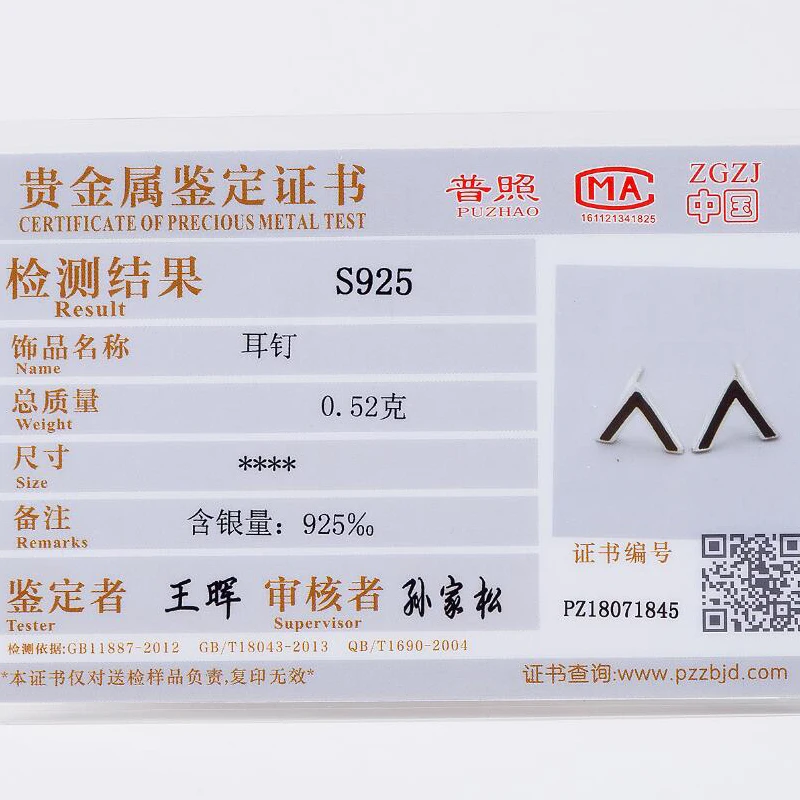 贵金属鉴定证书
CERTIFICATE OF PRECIOUS METAL TEST
普照
PUZHAO
MA
161121341825
ZGZJ
中国
检测结果 S925
Result
饰品名称 耳钉
Name
总质量 0.52克
Weight
尺寸 ****
Size
备注 含银量：925‰
Remarks
证书编号
PZ18071845
鉴定者 王晖 审核者 孙家松
Tester Supervisor
检测依据:GB11887-2012 GB/T18043-2013 QB/T1690-2004
*本证书仅对送检样品负责,复印无效*
证书查询:www.pzzbjd.com